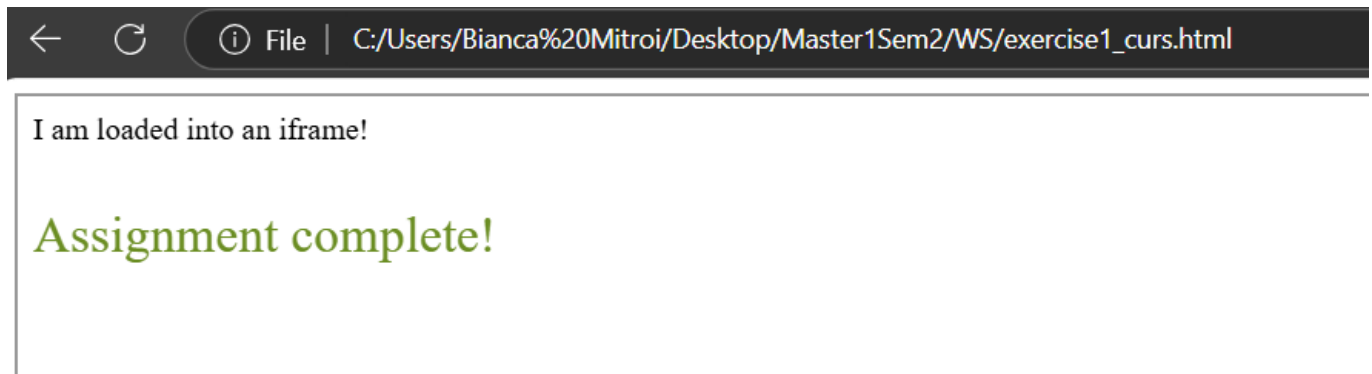 File | C:/Users/Bianca%20Mitroi/Desktop/Master1Sem2/WS/exercise1_curs.html
I am loaded into an iframe!
Assignment complete!